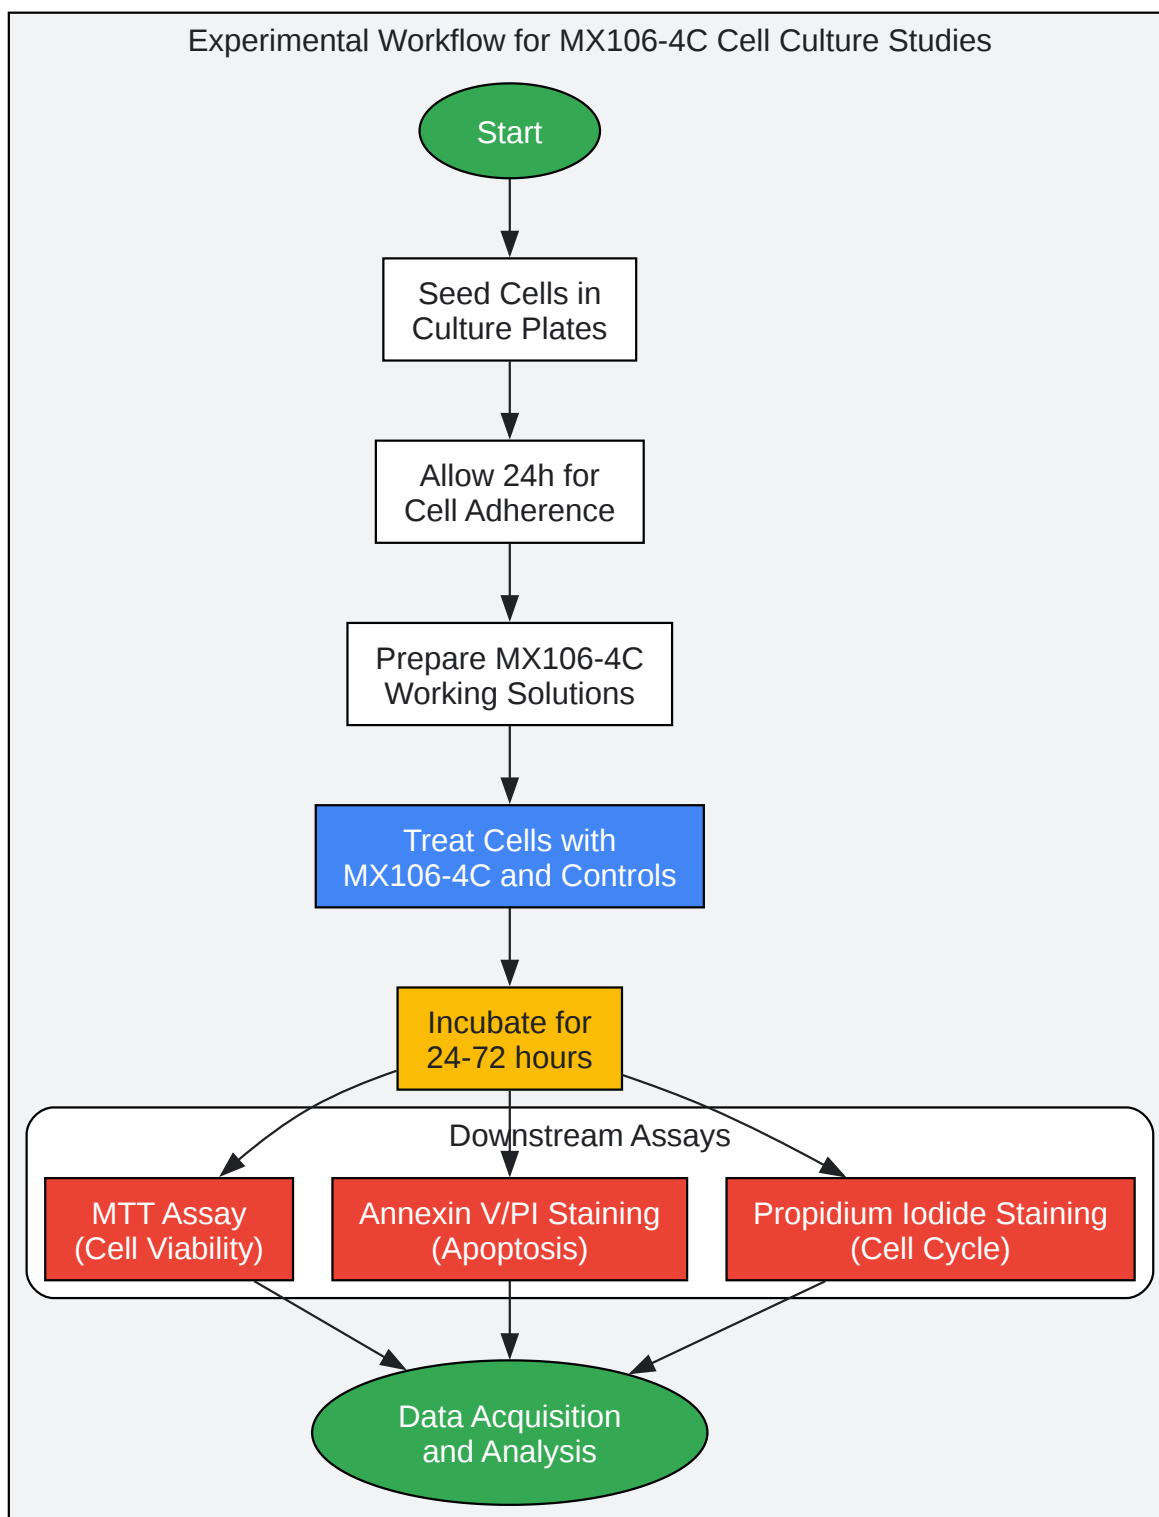 Experimental Workflow for MX106-4C Cell Culture Studies
Start
Seed Cells in
Culture Plates
Allow 24h for
Cell Adherence
Prepare MX106-4C
Working Solutions
Treat Cells with
MX106-4C and Controls
Incubate for
24-72 hours
Downstream Assays
MTT Assay
(Cell Viability)
Annexin V/PI Staining
(Apoptosis)
Propidium Iodide Staining
(Cell Cycle)
Data Acquisition
and Analysis